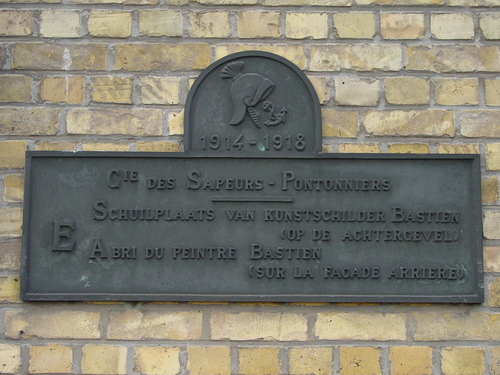 1914-1918
Cie des Sapeurs-Pontonniers
Schuilplaats van kunstschilder Bastien
(op de achtergevel)
E Abri du peintre Bastien
(sur la façade arriere)